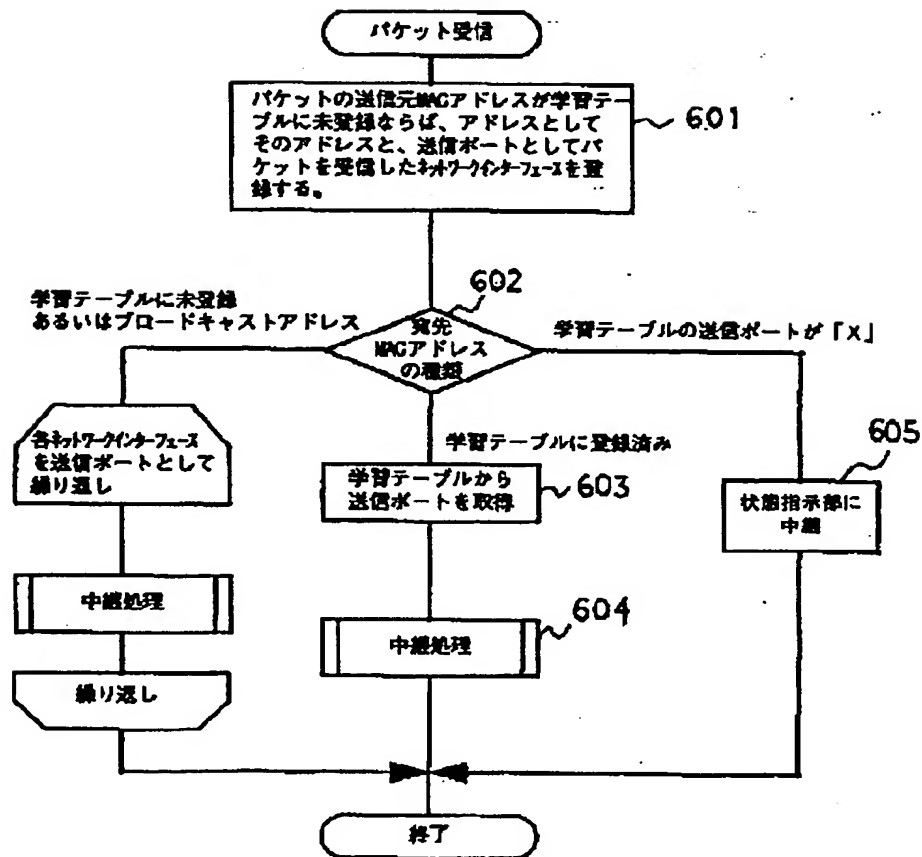 パケット受信
パケットの送信元MACアドレスが学習テー
ブルに未登録ならば、アドレスとして
そのアドレスと、送信ポートとしてパ
ケットを受信したネットワークインターフェースを登
録する。
601
602
学習テーブルに未登録
あるいはブロードキャストアドレス
宛先
MACアドレス
の種類
学習テーブルの送信ポートが「X」
各ネットワークインターフェース
を送信ポートとして
繰り返し
学習テーブルに登録済み
学習テーブルから
送信ポートを取得
603
605
状態指示部に
中継
中継処理
中継処理
604
繰り返し
終了